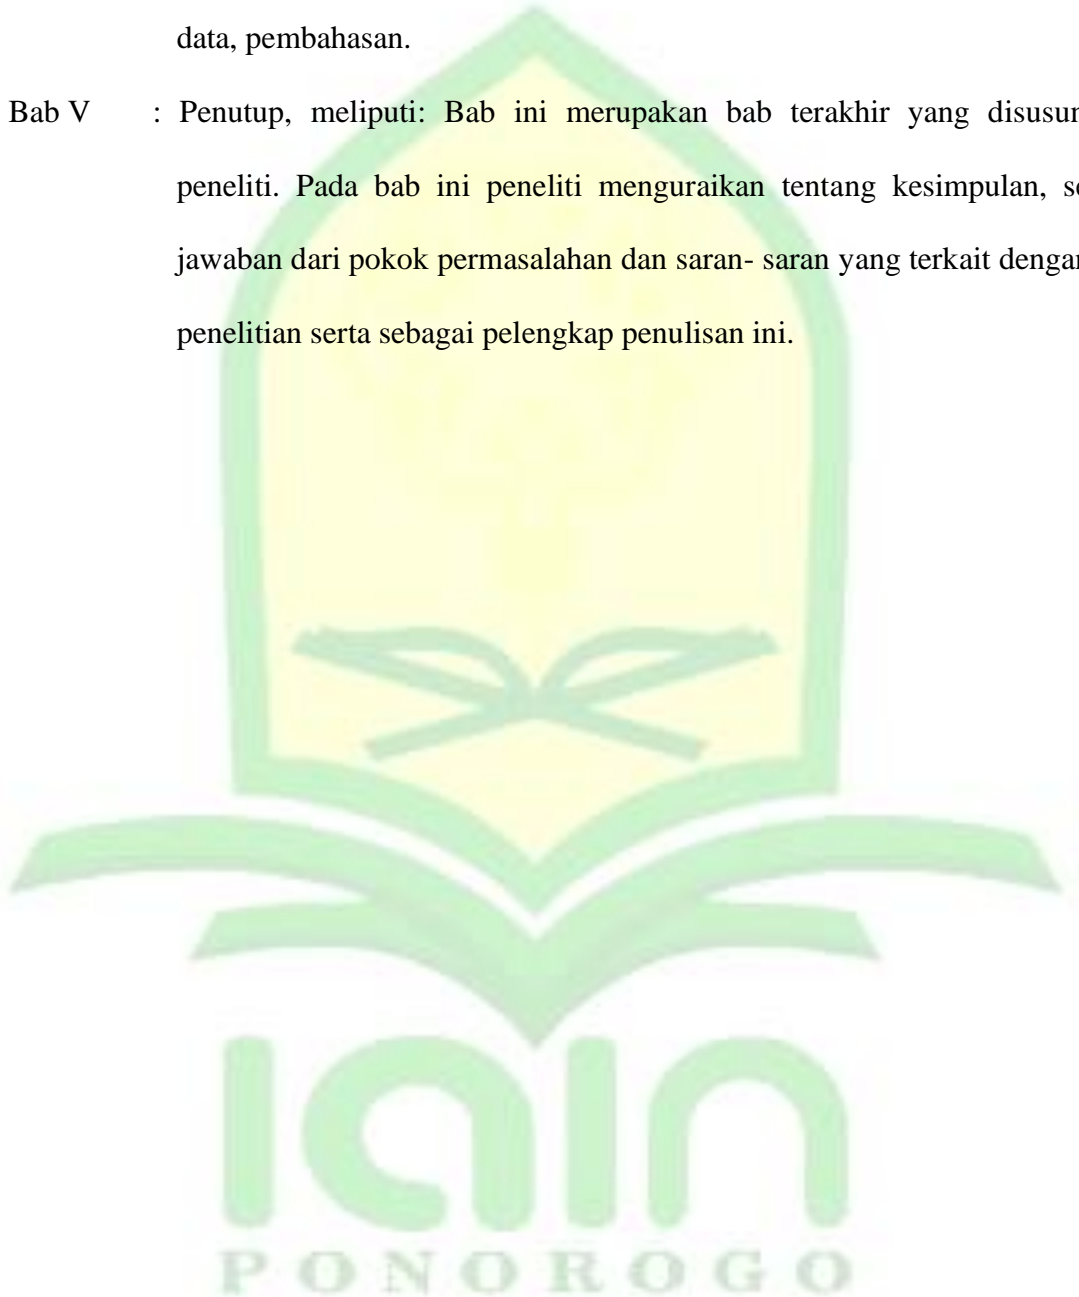 data, pembahasan.
Bab V : Penutup, meliputi: Bab ini merupakan bab terakhir yang disusun
peneliti. Pada bab ini peneliti menguraikan tentang kesimpulan,
jawaban dari pokok permasalahan dan saran- saran yang terkait dengan
penelitian serta sebagai pelengkap penulisan ini.
iain
PONOROGO